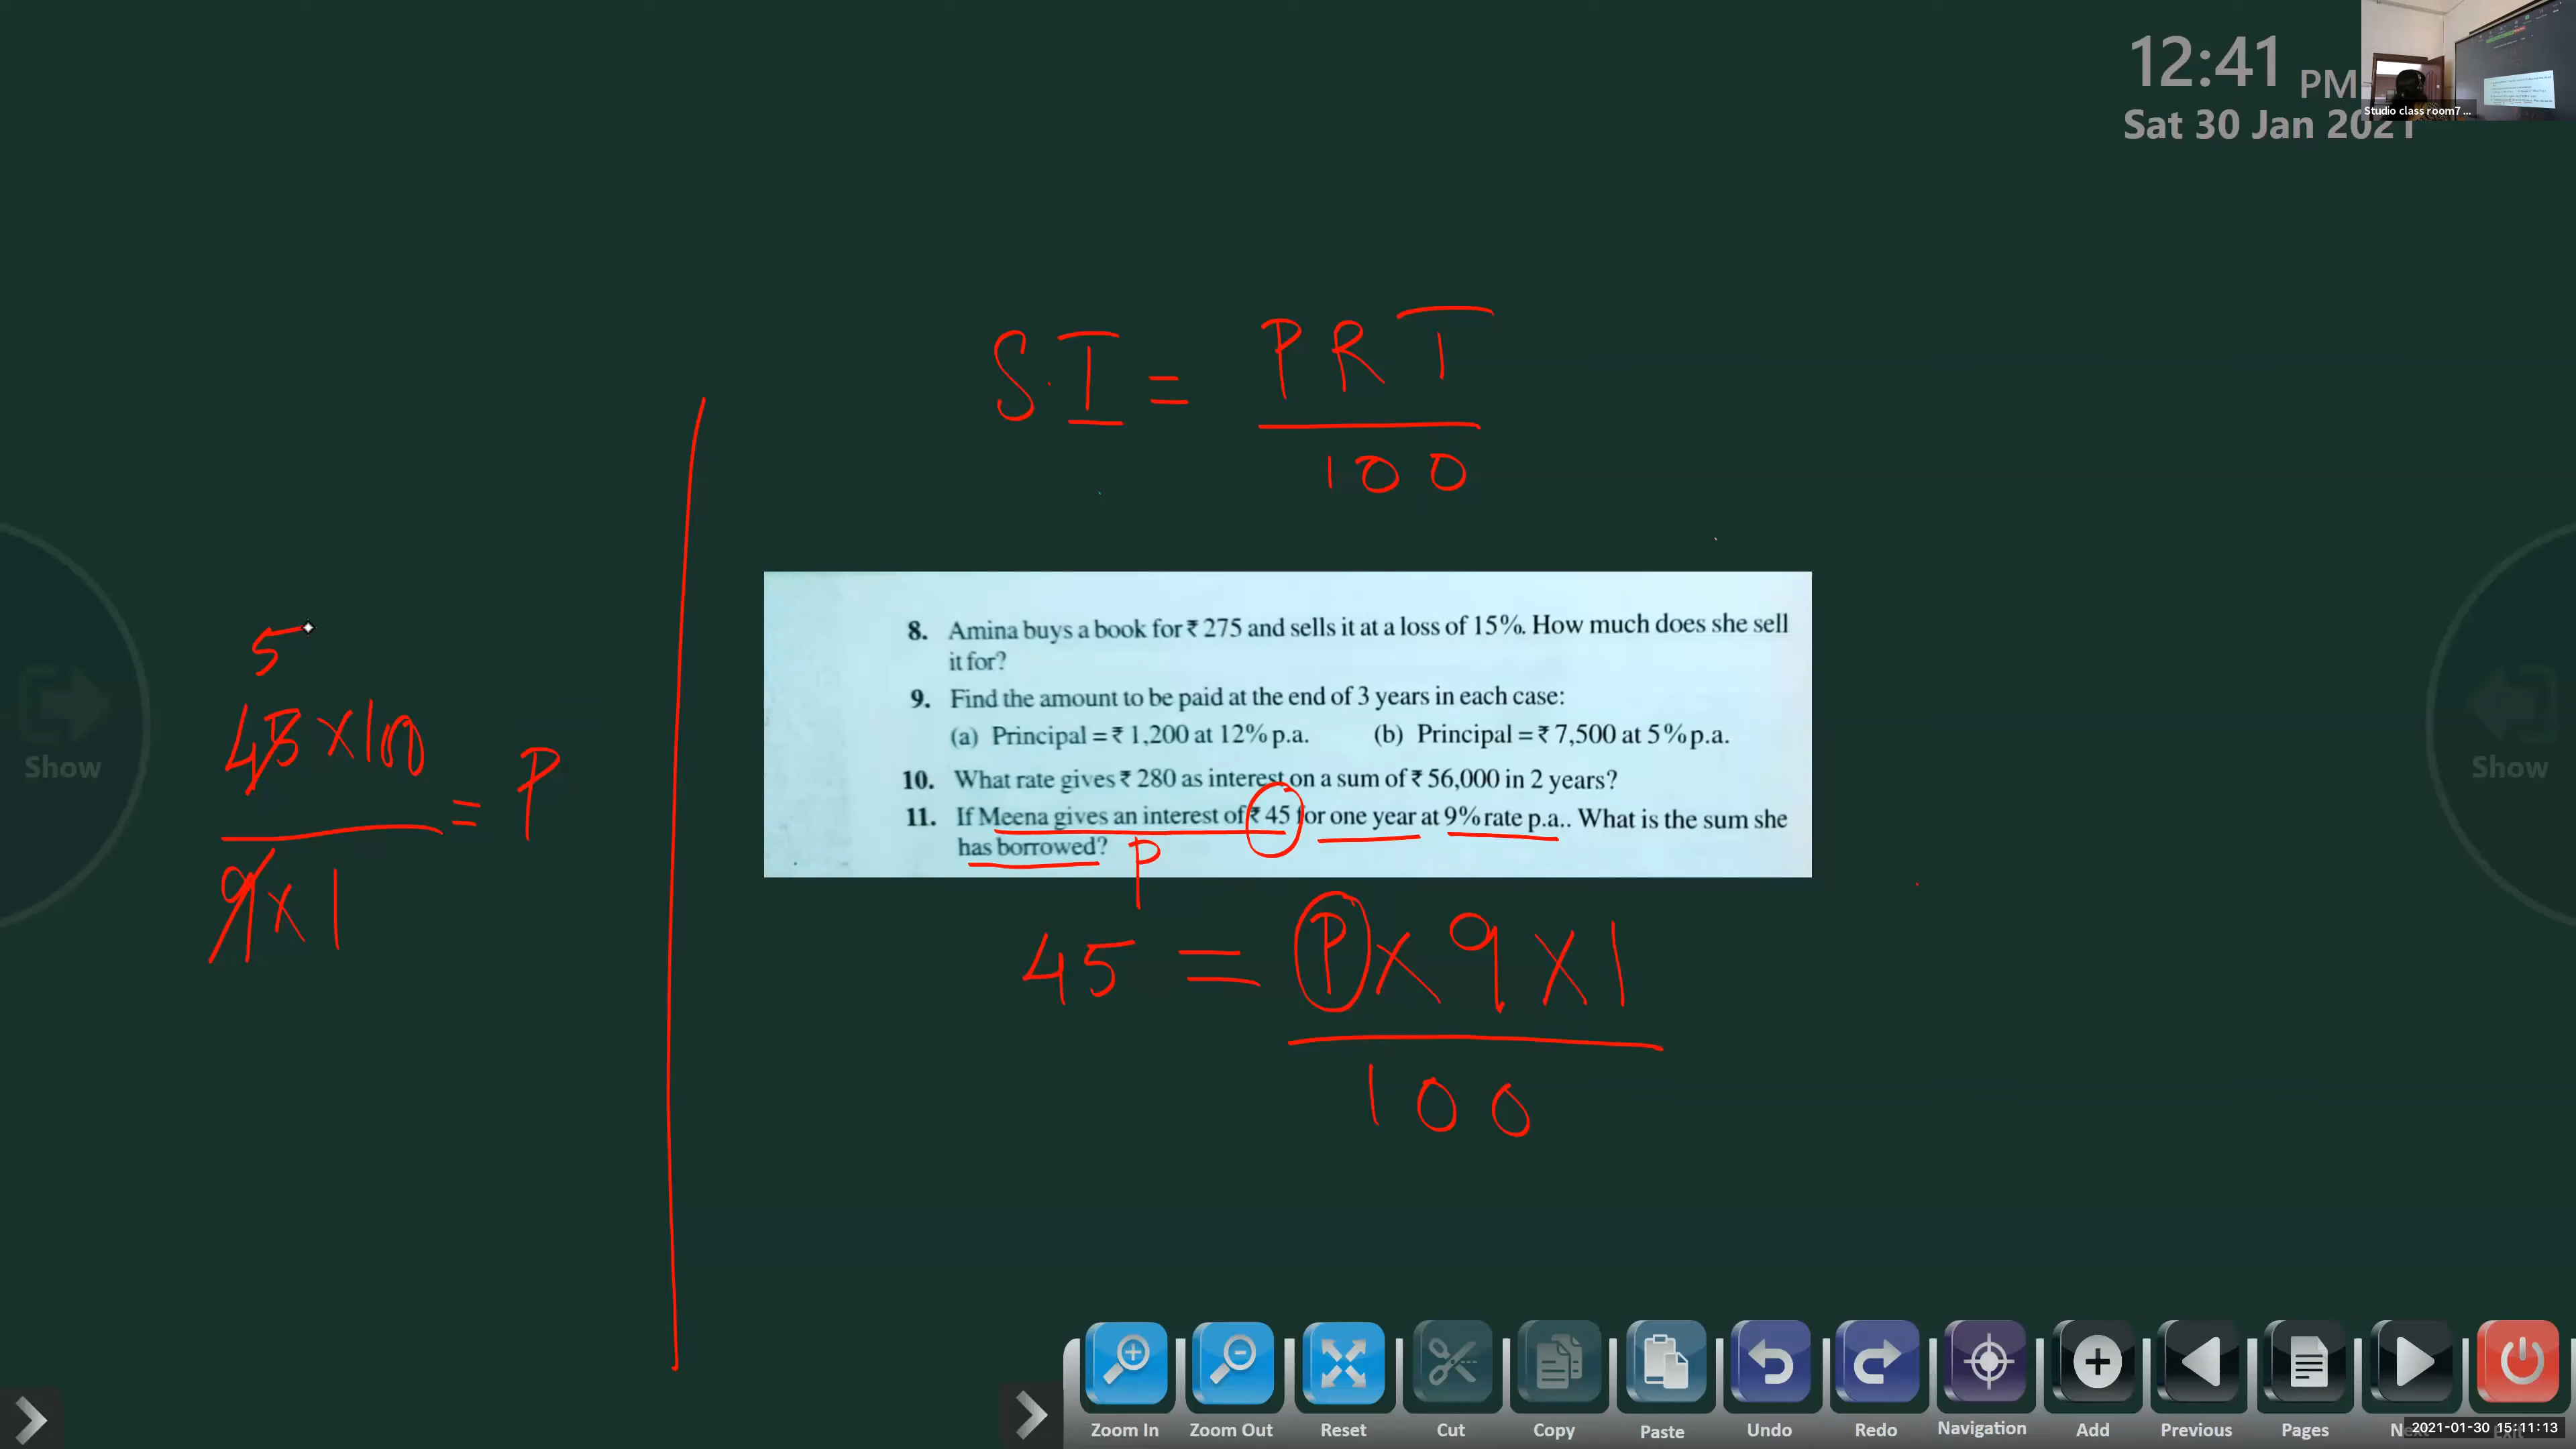 12:41 PM
Sat 30 Jan 2021
Studio class room7 ...
S.I = PRT
100
8. Amina buys a book for ₹ 275 and sells it at a loss of 15%. How much does she sell
it for?
9. Find the amount to be paid at the end of 3 years in each case:
(a) Principal = ₹ 1,200 at 12% p.a. (b) Principal = ₹ 7,500 at 5% p.a.
10. What rate gives ₹ 280 as interest on a sum of ₹ 56,000 in 2 years?
11. If Meena gives an interest of ₹ 45 for one year at 9% rate p.a.. What is the sum she
has borrowed? P
5
45 × 100 = P
9 × 1
45 = P × 9 × 1
100
Show
Show
Zoom In Zoom Out Reset Cut Copy Paste Undo Redo Navigation Add Previous Pages
2021-01-30 15:11:13